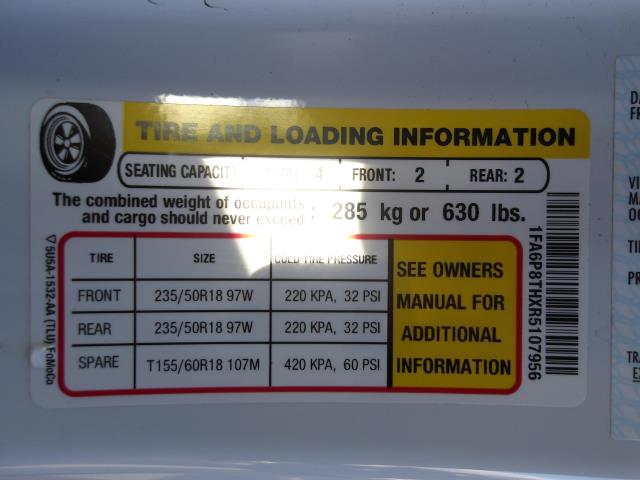 TIRE AND LOADING INFORMATION
SEATING CAPACITY TOTAL 4 FRONT: 2 REAR: 2
The combined weight of occupants
and cargo should never exceed : 285 kg or 630 lbs.
TIRE SIZE COLD TIRE PRESSURE
FRONT 235/50R18 97W 220 KPA, 32 PSI
REAR 235/50R18 97W 220 KPA, 32 PSI
SPARE T155/60R18 107M 420 KPA, 60 PSI
SEE OWNERS
MANUAL FOR
ADDITIONAL
INFORMATION
5U5A-1532-AA (TLU) FoMoCo
1FA6P8THXR5107956